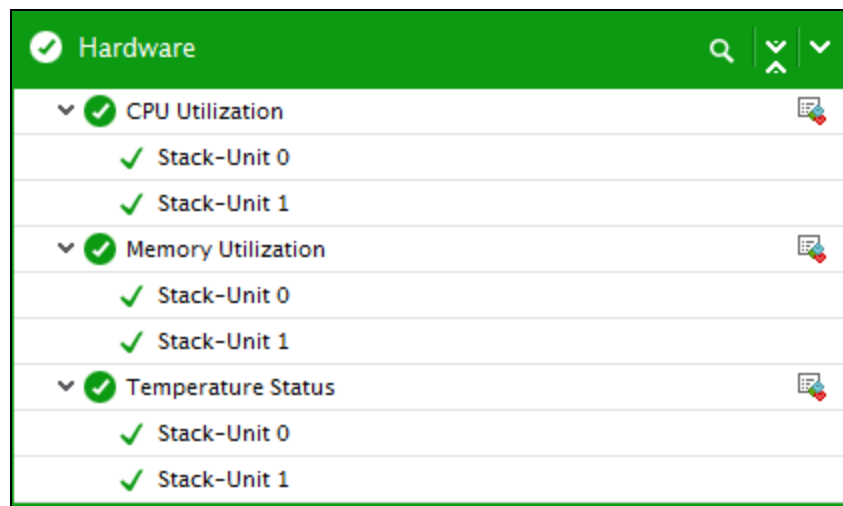 Hardware
CPU Utilization
Stack-Unit 0
Stack-Unit 1
Memory Utilization
Stack-Unit 0
Stack-Unit 1
Temperature Status
Stack-Unit 0
Stack-Unit 1